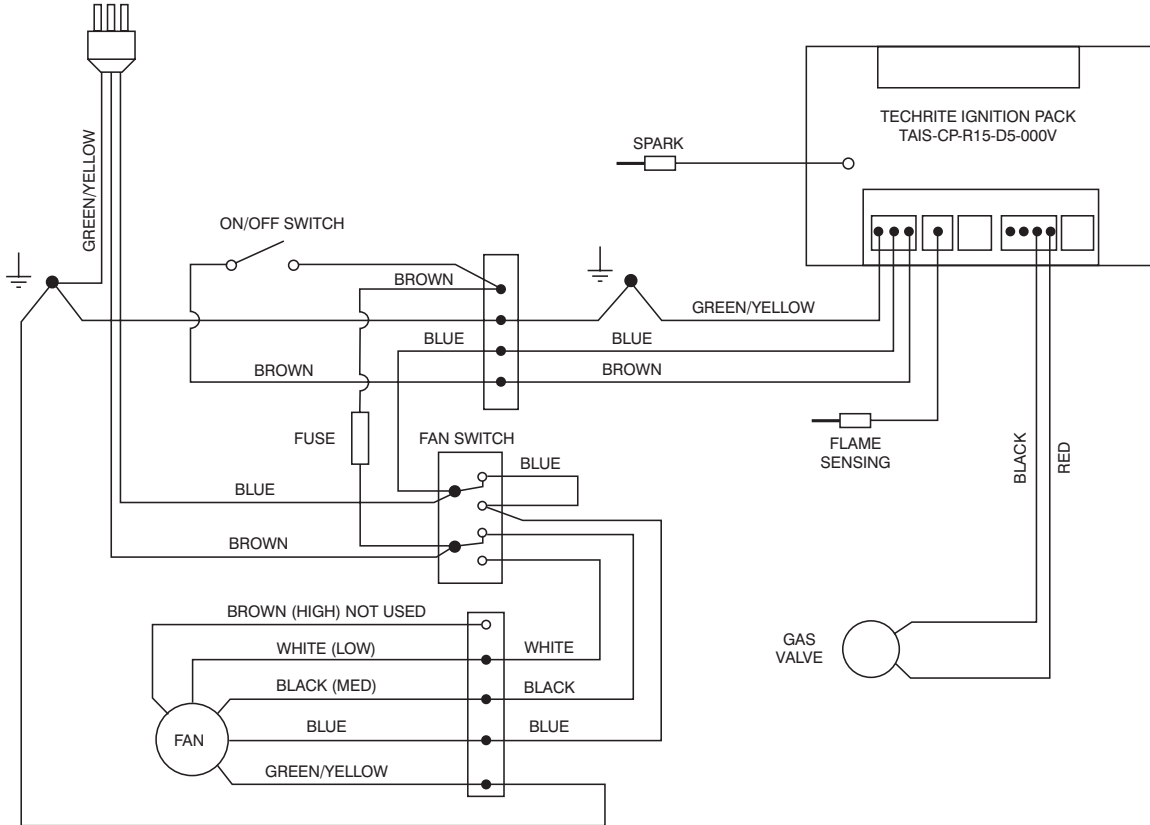 GREEN/YELLOW
TECHRITE IGNITION PACK
TAIS-CP-R15-D5-000V
SPARK
ON/OFF SWITCH
BROWN
GREEN/YELLOW
BLUE
BLUE
BROWN
BROWN
FUSE
FAN SWITCH
FLAME
SENSING
BLACK
RED
BLUE
BLUE
BROWN
BROWN (HIGH) NOT USED
WHITE (LOW)
WHITE
BLACK (MED)
BLACK
BLUE
BLUE
FAN
GREEN/YELLOW
GAS
VALVE